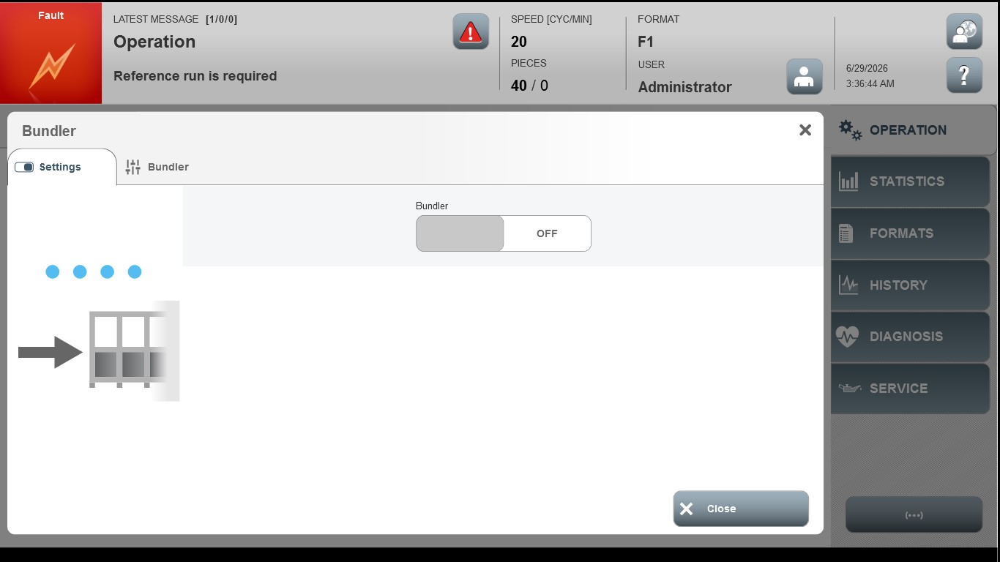 Fault
LATEST MESSAGE [1/0/0]
Operation
Reference run is required
SPEED [CYC/MIN]
20
PIECES
40 / 0
FORMAT
F1
USER
Administrator
6/29/2026
3:36:44 AM
?
Bundler
Settings
Bundler
Bundler
OFF
Close
OPERATION
STATISTICS
FORMATS
HISTORY
DIAGNOSIS
SERVICE
(•••)